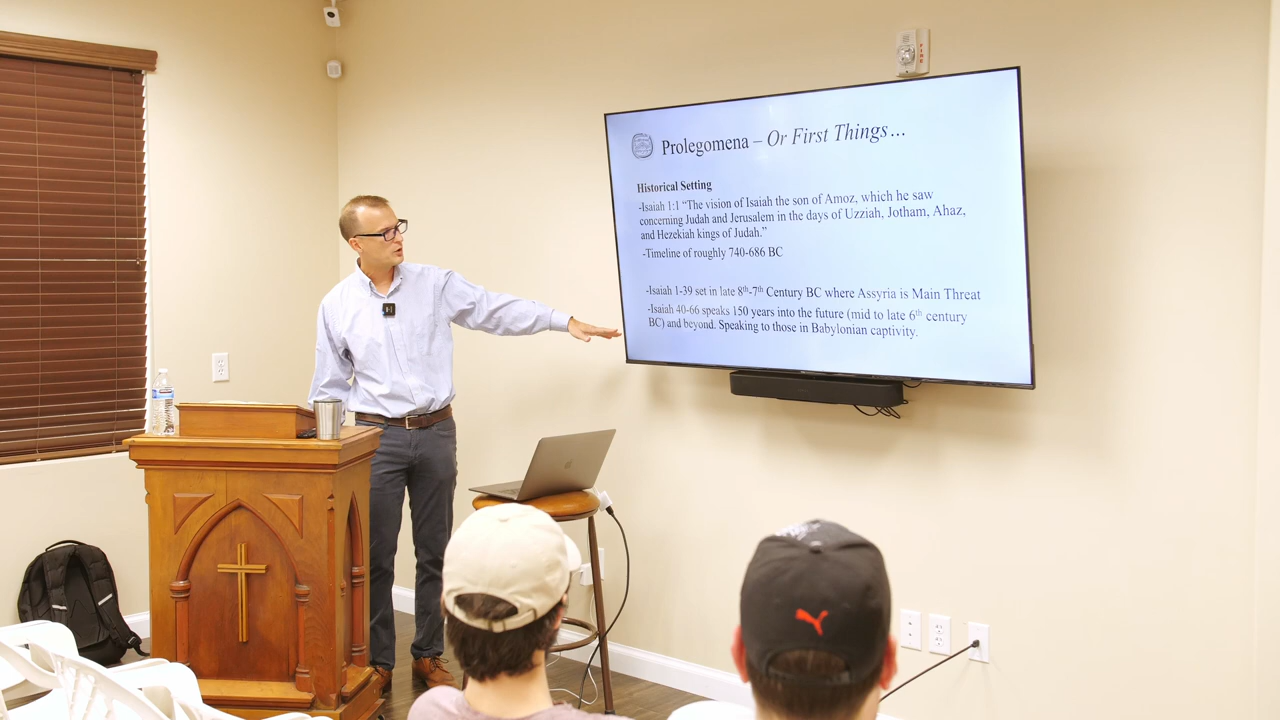 FIRE
Prolegomena – Or First Things…
Historical Setting
-Isaiah 1:1 “The vision of Isaiah the son of Amoz, which he saw
concerning Judah and Jerusalem in the days of Uzziah, Jotham, Ahaz,
and Hezekiah kings of Judah.”
-Timeline of roughly 740-686 BC
-Isaiah 1-39 set in late 8th-7th Century BC where Assyria is Main Threat
-Isaiah 40-66 speaks 150 years into the future (mid to late 6th century
BC) and beyond. Speaking to those in Babylonian captivity.